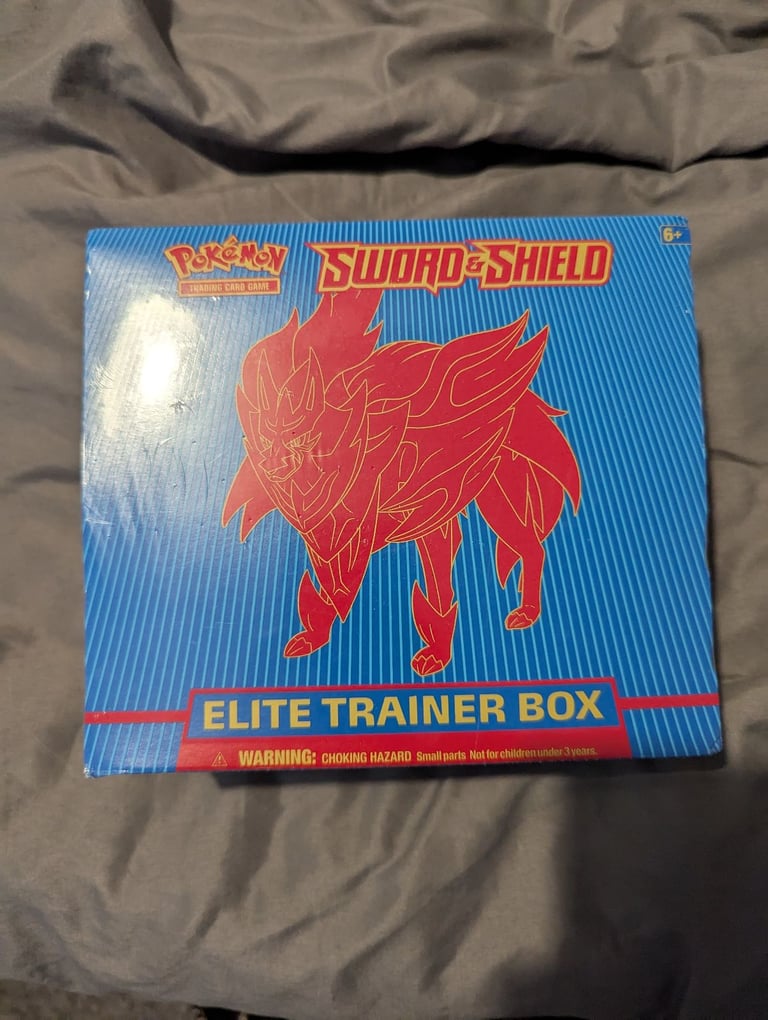 6+
POKéMON
TRADING CARD GAME
SWORD & SHIELD
ELITE TRAINER BOX
WARNING: CHOKING HAZARD Small parts Not for children under 3 years.